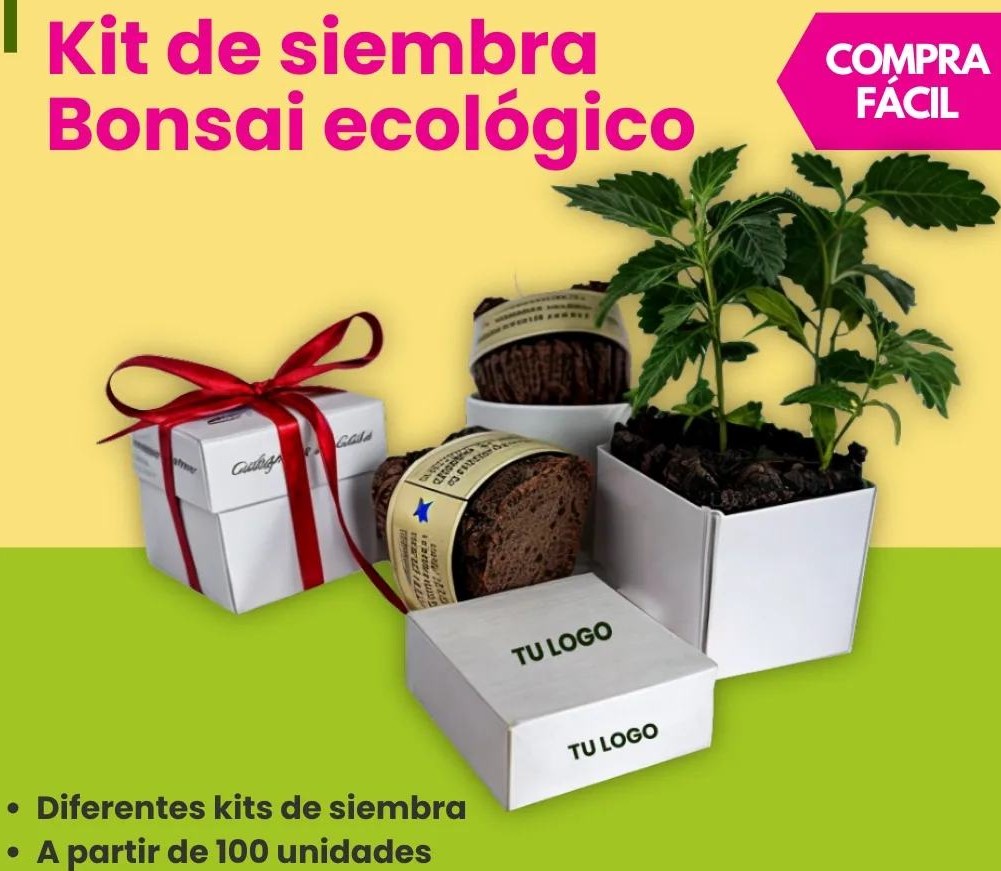 Kit de siembra
Bonsai ecológico
COMPRA
FÁCIL
TU LOGO
TU LOGO
• Diferentes kits de siembra
• A partir de 100 unidades